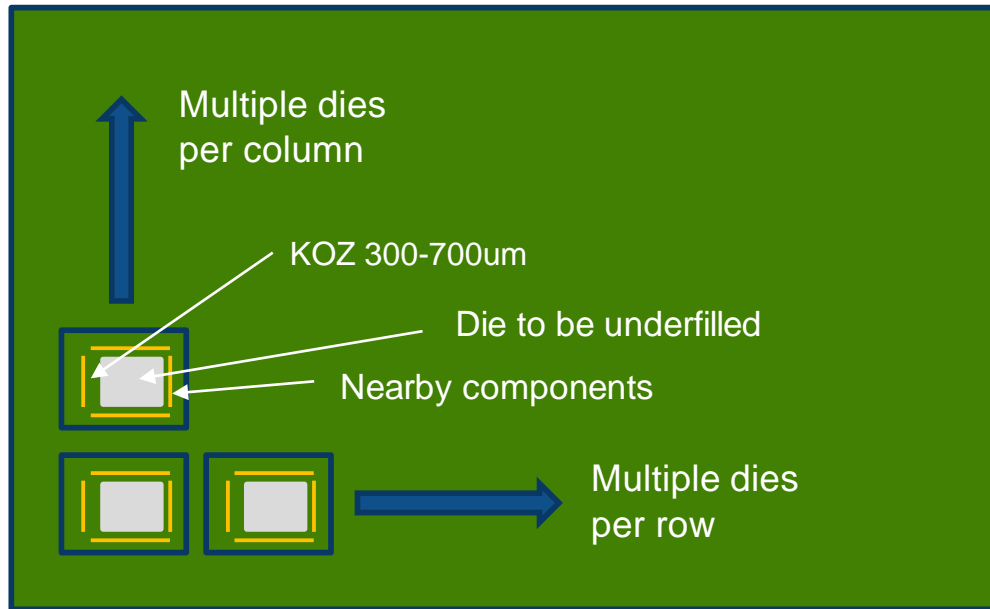 Multiple dies
per column
KOZ 300-700um
Die to be underfilled
Nearby components
Multiple dies
per row